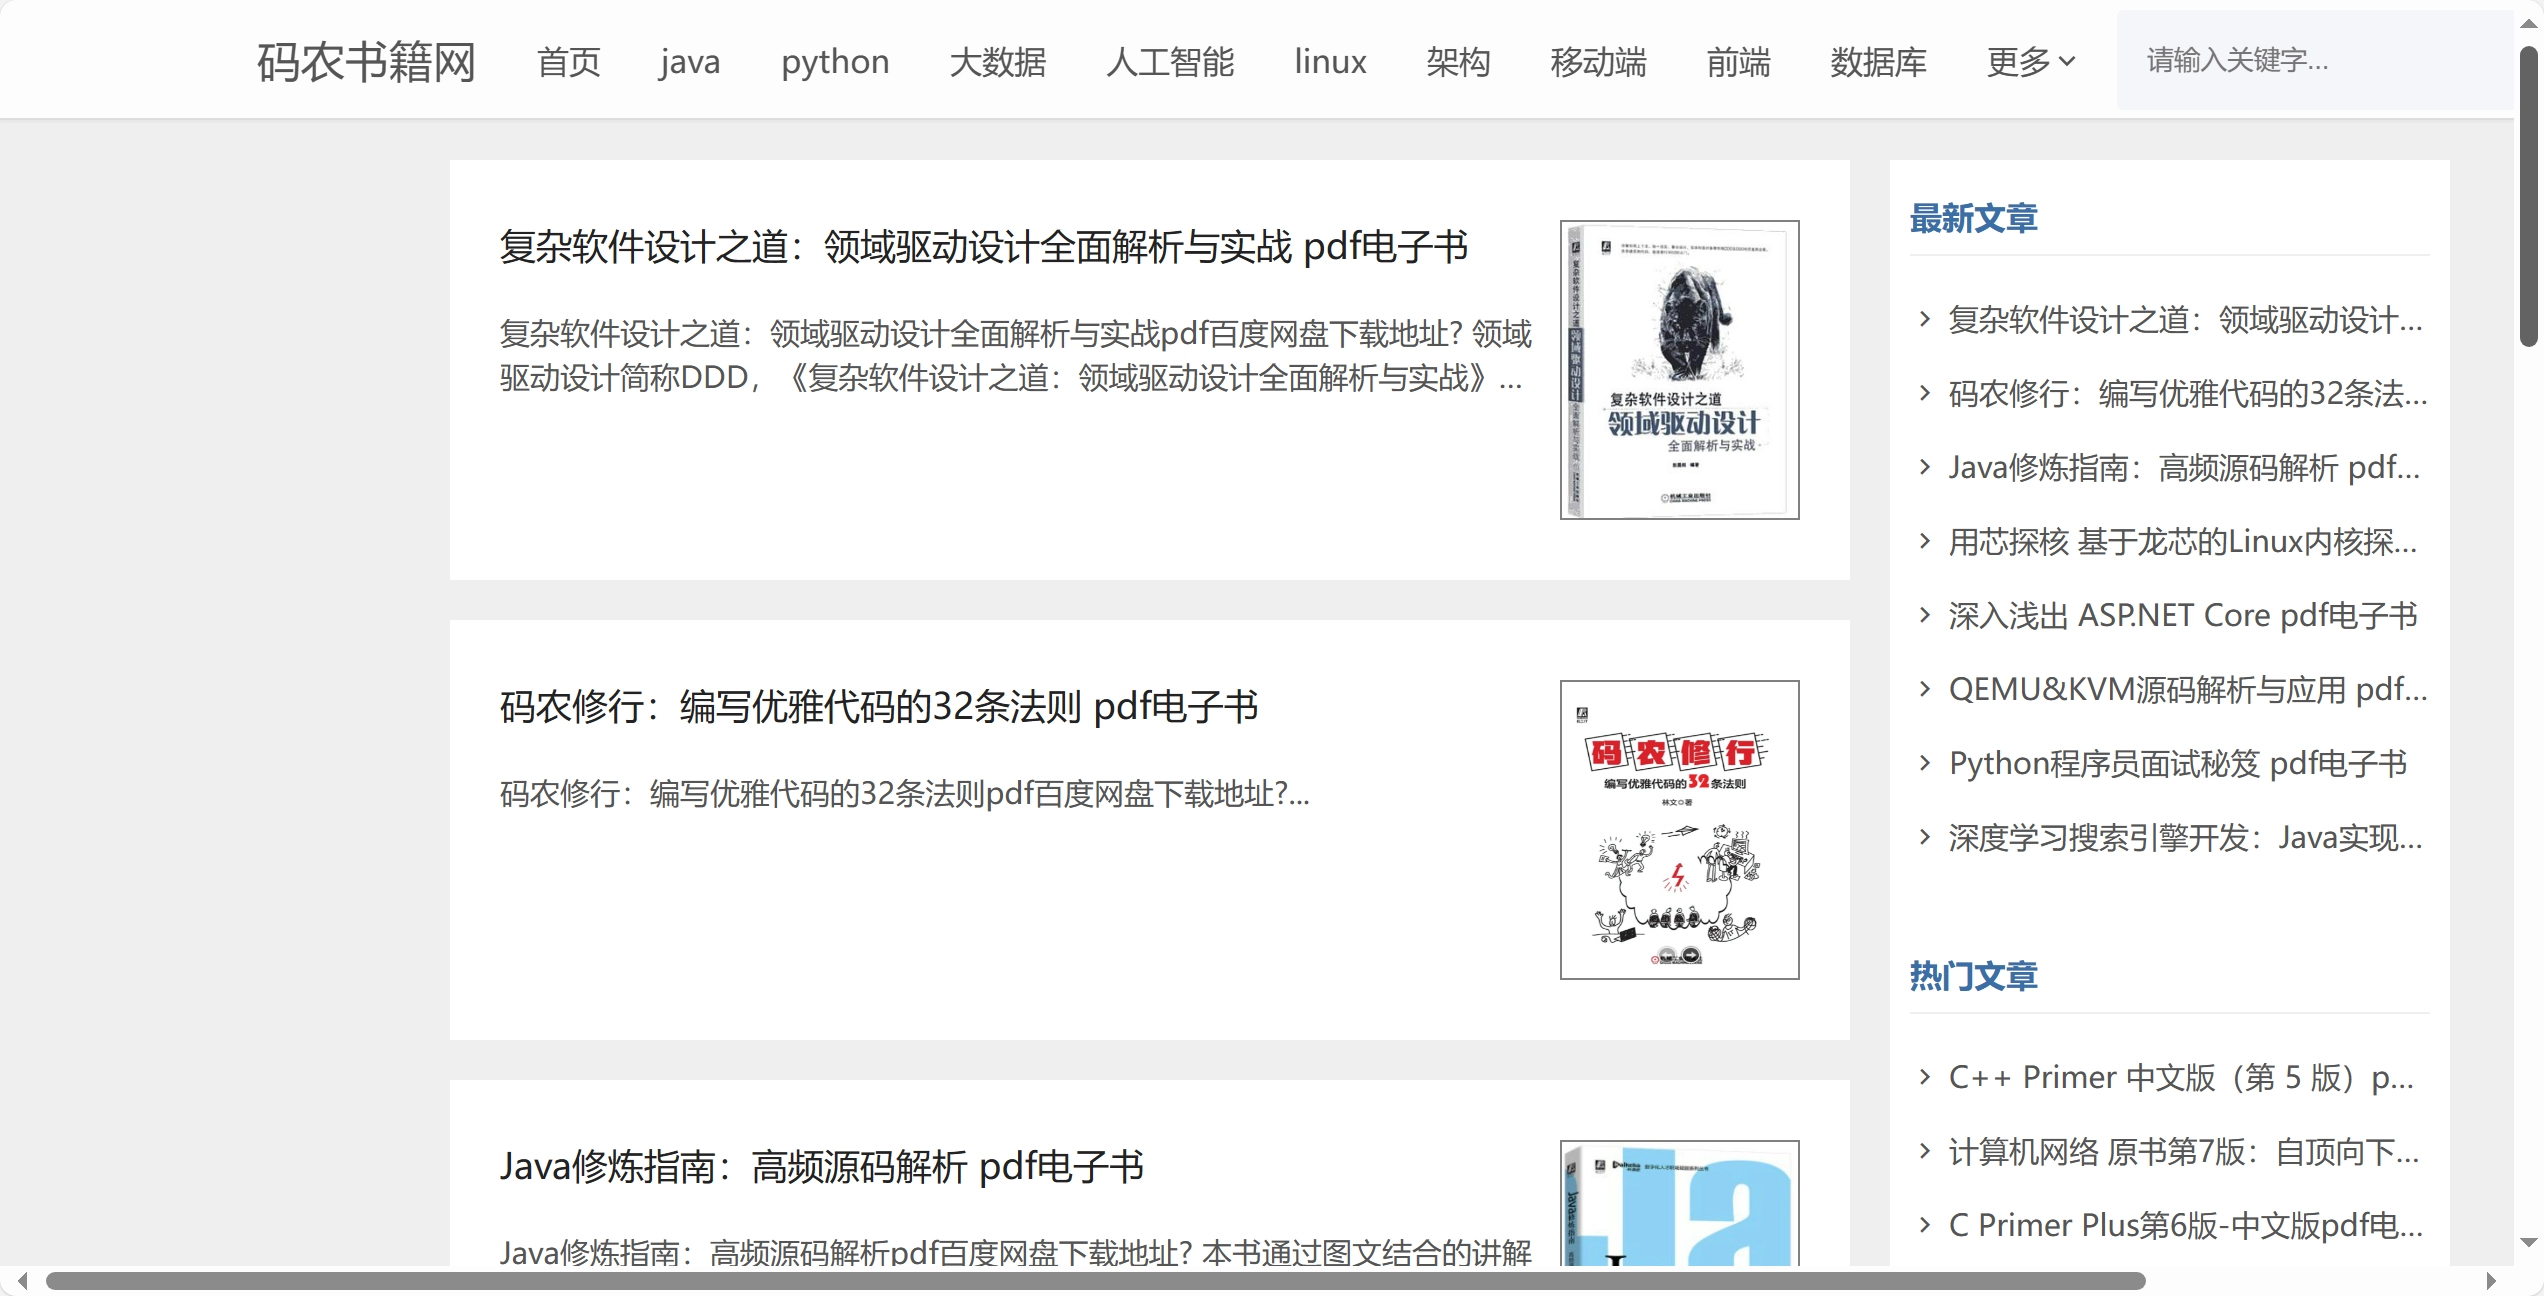 码农书籍网 首页 java python 大数据 人工智能 linux 架构 移动端 前端 数据库 更多 请输入关键字...
复杂软件设计之道：领域驱动设计全面解析与实战 pdf电子书
复杂软件设计之道：领域驱动设计全面解析与实战pdf百度网盘下载地址? 领域
驱动设计简称DDD，《复杂软件设计之道：领域驱动设计全面解析与实战》...
复杂软件设计之道
领域驱动设计
全面解析与实战
机械工业出版社
码农修行：编写优雅代码的32条法则 pdf电子书
码农修行：编写优雅代码的32条法则pdf百度网盘下载地址?...
码农修行
编写优雅代码的32条法则
林文 著
Java修炼指南：高频源码解析 pdf电子书
Java修炼指南：高频源码解析pdf百度网盘下载地址? 本书通过图文结合的讲解
Ja
最新文章
复杂软件设计之道：领域驱动设计...
码农修行：编写优雅代码的32条法...
Java修炼指南：高频源码解析 pdf...
用芯探核 基于龙芯的Linux内核探...
深入浅出 ASP.NET Core pdf电子书
QEMU&KVM源码解析与应用 pdf...
Python程序员面试秘笈 pdf电子书
深度学习搜索引擎开发：Java实现...
热门文章
C++ Primer 中文版（第 5 版）p...
计算机网络 原书第7版：自顶向下...
C Primer Plus第6版-中文版pdf电...